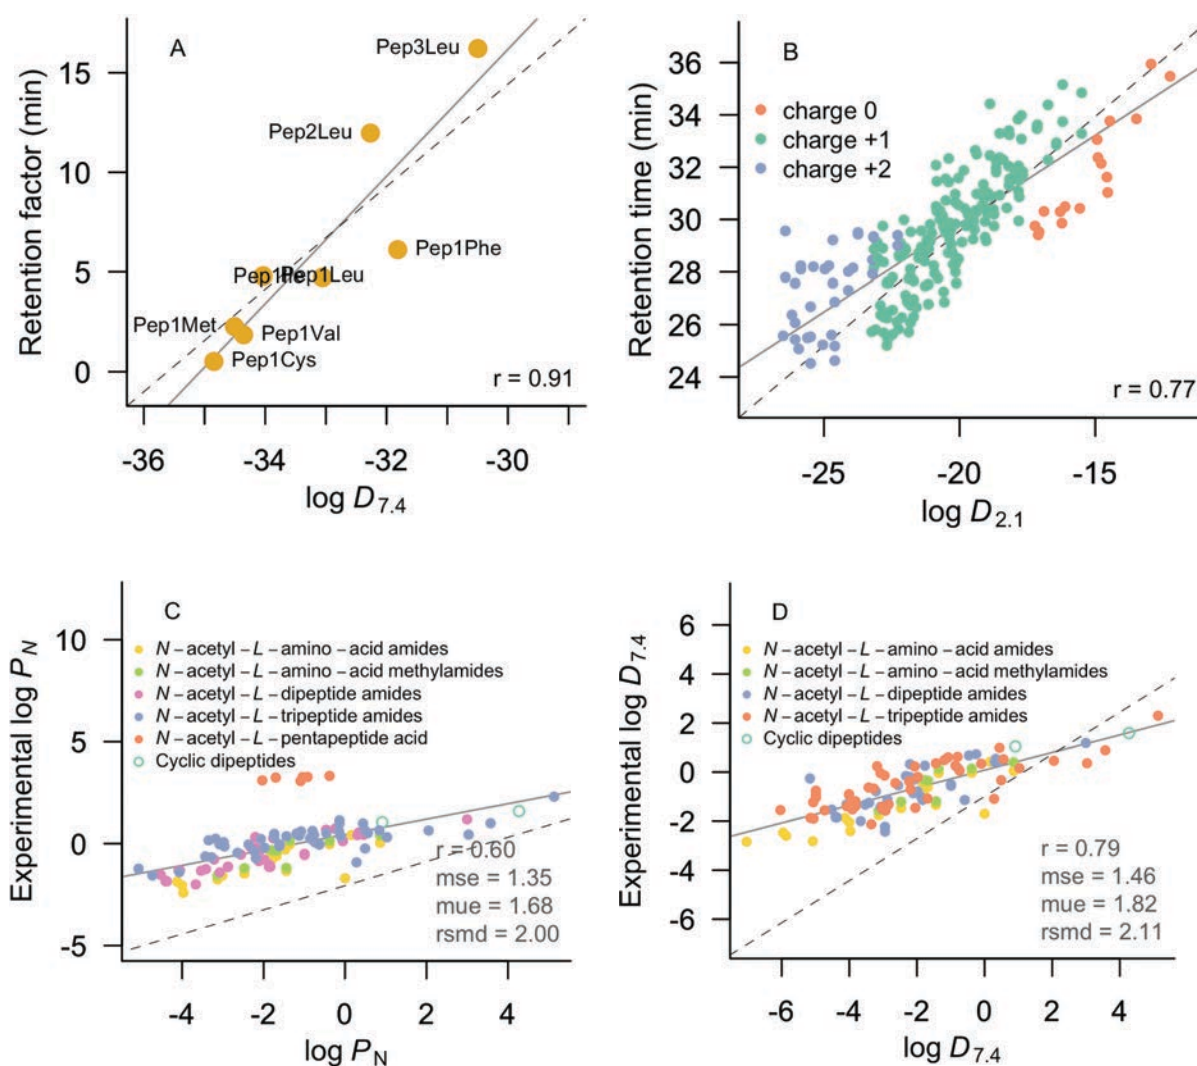 A
Retention factor (min)
15
10
5
0
Pep3Leu
Pep2Leu
Pep1Phe
Pep1Leu
Pep1Met
Pep1Val
Pep1Cys
r = 0.91
-36 -34 -32 -30
log D7.4
B
Retention time (min)
36
34
32
30
28
26
24
charge 0
charge +1
charge +2
r = 0.77
-25 -20 -15
log D2.1
C
Experimental log PN
10
5
0
-5
N-acetyl-L-amino-acid amides
N-acetyl-L-amino-acid methylamides
N-acetyl-L-dipeptide amides
N-acetyl-L-tripeptide amides
N-acetyl-L-pentapeptide acid
Cyclic dipeptides
r = 0.60
mse = 1.35
mue = 1.68
rsmd = 2.00
-4 -2 0 2 4
log PN
D
Experimental log D7.4
6
4
2
0
-2
-4
-6
N-acetyl-L-amino-acid amides
N-acetyl-L-amino-acid methylamides
N-acetyl-L-dipeptide amides
N-acetyl-L-tripeptide amides
Cyclic dipeptides
r = 0.79
mse = 1.46
mue = 1.82
rsmd = 2.11
-6 -4 -2 0 2 4
log D7.4